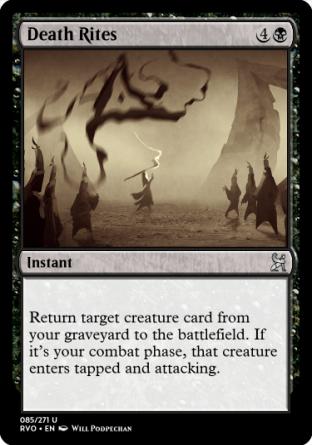 Death Rites 4
Instant
Return target creature card from
your graveyard to the battlefield. If
it's your combat phase, that creature
enters tapped and attacking.
085/271 U
RVO • EN Will Podpechan